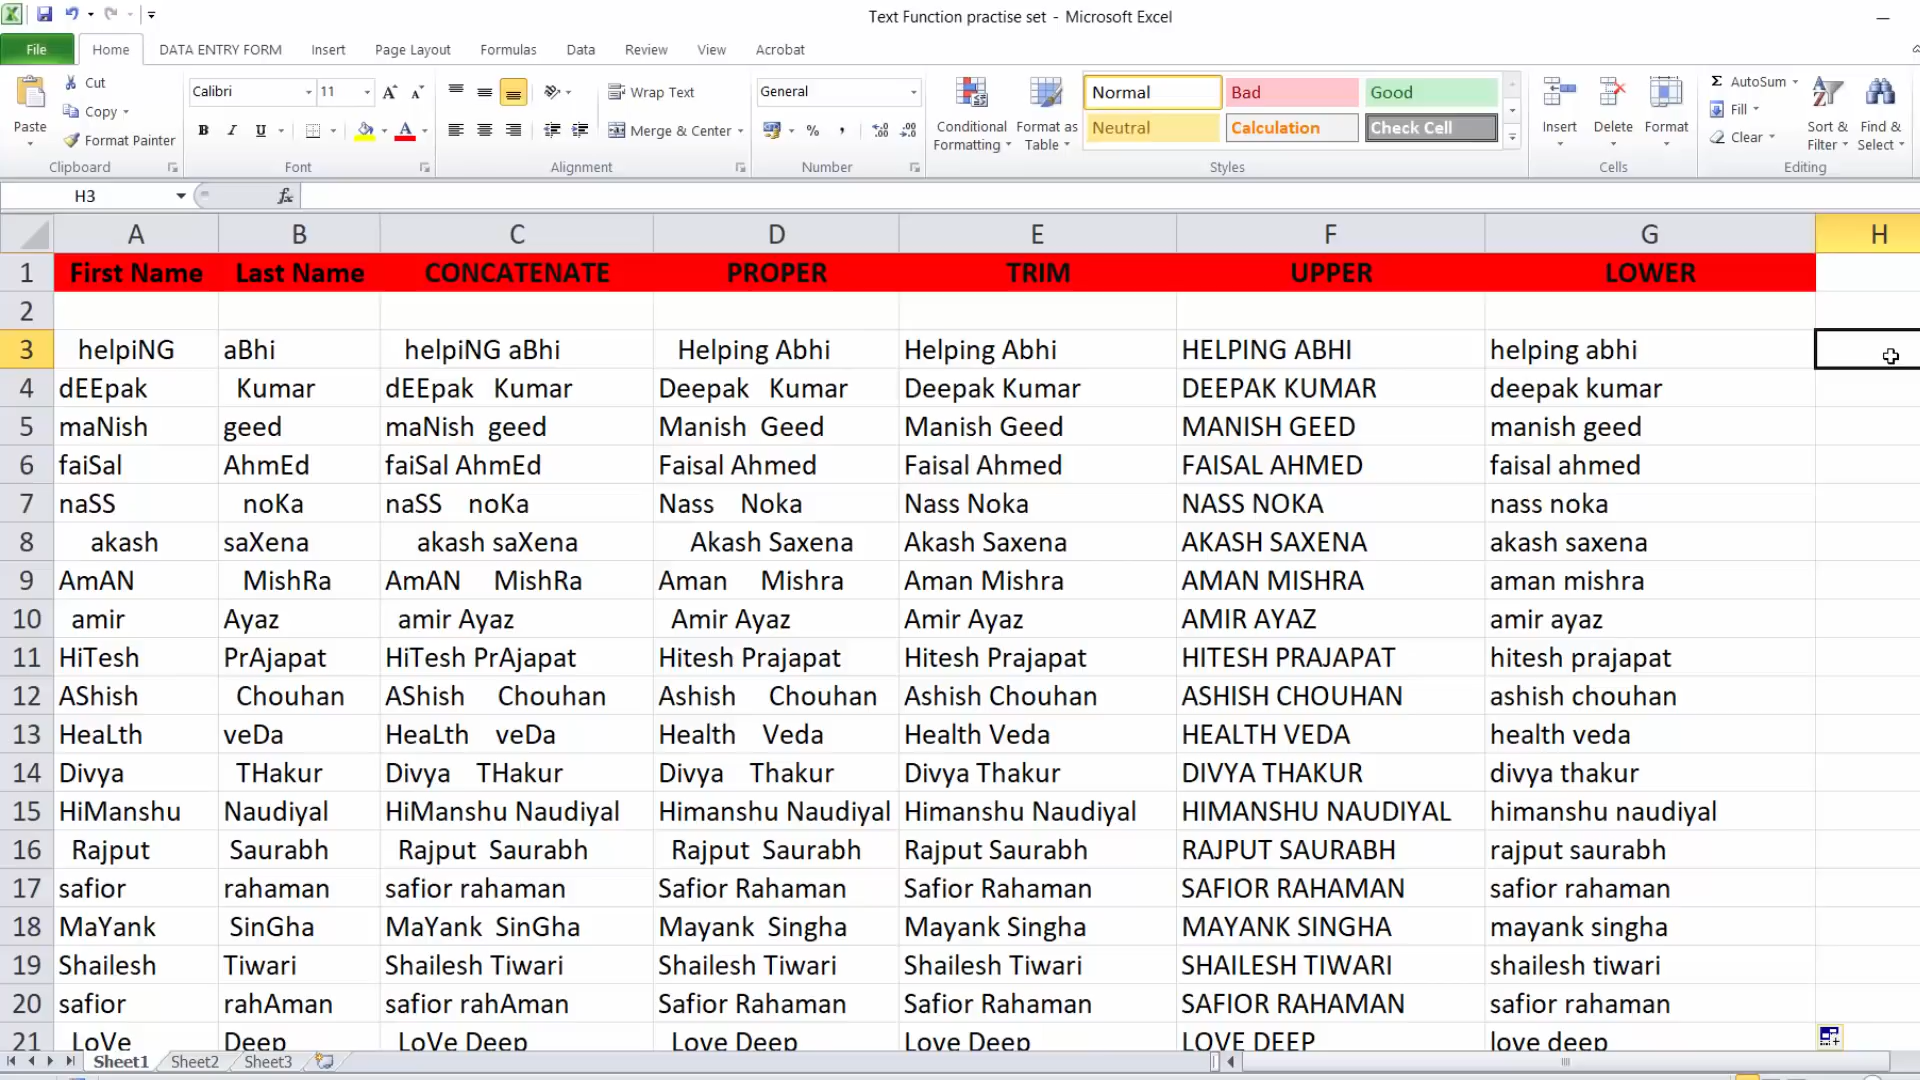 Text Function practise set - Microsoft Excel
File Home DATA ENTRY FORM Insert Page Layout Formulas Data Review View Acrobat
Paste
Cut
Copy
Format Painter
Clipboard
Calibri 11
B I U A
Font
Wrap Text
Merge & Center
Alignment
General
%
Number
Conditional Formatting
Format as Table
Normal Bad Good
Neutral Calculation Check Cell
Styles
Insert Delete Format
Cells
Σ AutoSum
Fill
Clear
Sort & Filter
Find & Select
Editing
H3 fx
A B C D E F G H
1 First Name Last Name CONCATENATE PROPER TRIM UPPER LOWER
2
3 helpiNG aBhi helpiNG aBhi Helping Abhi Helping Abhi HELPING ABHI helping abhi
4 dEEpak Kumar dEEpak Kumar Deepak Kumar Deepak Kumar DEEPAK KUMAR deepak kumar
5 maNish geed maNish geed Manish Geed Manish Geed MANISH GEED manish geed
6 faiSal AhmEd faiSal AhmEd Faisal Ahmed Faisal Ahmed FAISAL AHMED faisal ahmed
7 naSS noKa naSS noKa Nass Noka Nass Noka NASS NOKA nass noka
8 akash saXena akash saXena Akash Saxena Akash Saxena AKASH SAXENA akash saxena
9 AmAN MishRa AmAN MishRa Aman Mishra Aman Mishra AMAN MISHRA aman mishra
10 amir Ayaz amir Ayaz Amir Ayaz Amir Ayaz AMIR AYAZ amir ayaz
11 HiTesh PrAjapat HiTesh PrAjapat Hitesh Prajapat Hitesh Prajapat HITESH PRAJAPAT hitesh prajapat
12 AShish Chouhan AShish Chouhan Ashish Chouhan Ashish Chouhan ASHISH CHOUHAN ashish chouhan
13 HeaLth veDa HeaLth veDa Health Veda Health Veda HEALTH VEDA health veda
14 Divya THakur Divya THakur Divya Thakur Divya Thakur DIVYA THAKUR divya thakur
15 HiManshu Naudiyal HiManshu Naudiyal Himanshu Naudiyal Himanshu Naudiyal HIMANSHU NAUDIYAL himanshu naudiyal
16 Rajput Saurabh Rajput Saurabh Rajput Saurabh Rajput Saurabh RAJPUT SAURABH rajput saurabh
17 safior rahaman safior rahaman Safior Rahaman Safior Rahaman SAFIOR RAHAMAN safior rahaman
18 MaYank SinGha MaYank SinGha Mayank Singha Mayank Singha MAYANK SINGHA mayank singha
19 Shailesh Tiwari Shailesh Tiwari Shailesh Tiwari Shailesh Tiwari SHAILESH TIWARI shailesh tiwari
20 safior rahAman safior rahAman Safior Rahaman Safior Rahaman SAFIOR RAHAMAN safior rahaman
21 LoVe Deep LoVe Deep Love Deep Love Deep LOVE DEEP love deep
Sheet1 Sheet2 Sheet3